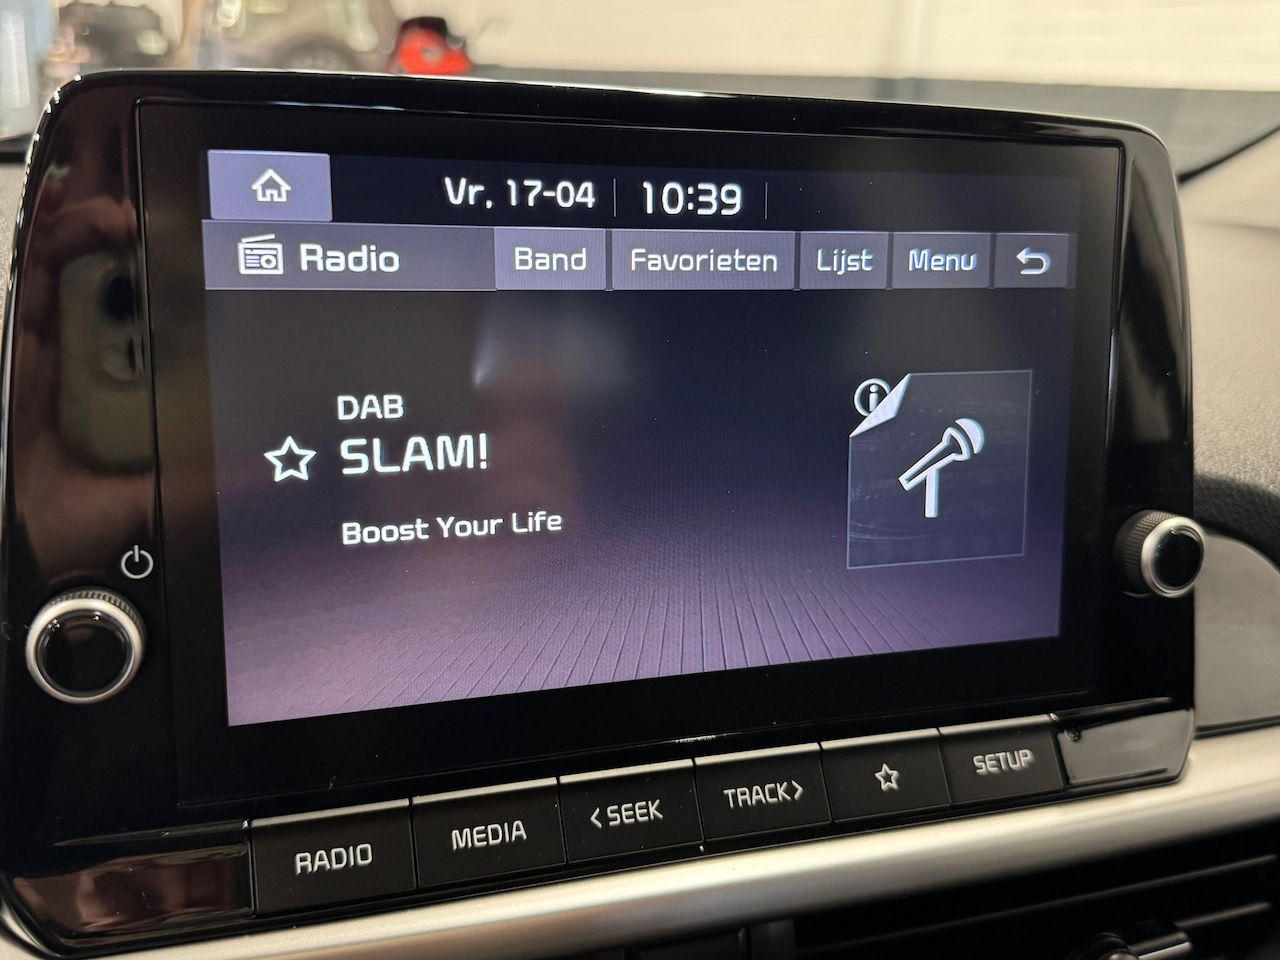 Vr. 17-04 10:39
Radio Band Favorieten Lijst Menu
DAB
SLAM!
Boost Your Life
RADIO MEDIA <SEEK TRACK> SETUP